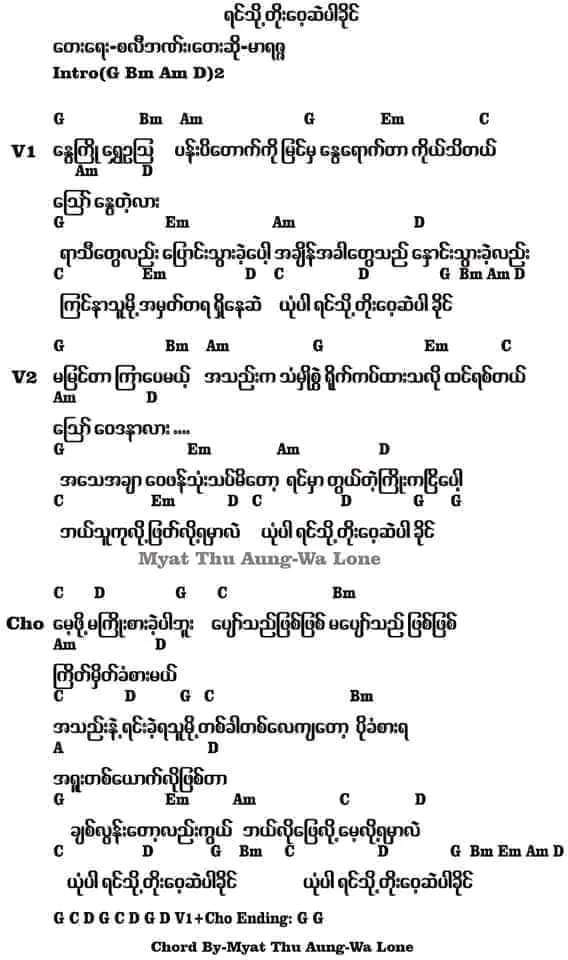 ရင်သို့တိုးဝှေ့ဆဲပါခိုင်
တေးရေး-စလီဘဏ်း၊တေးဆို-မာရဇ္ဇ
Intro(G Bm Am D)2
G Bm Am G Em C
V1 နွေကြို ရွှေဥဩ ပန်းပိတောက်ကို မြင်မှ နွေရောက်တာ ကိုယ်သိတယ်
Am D
ဪ နွေတဲ့လား
G Em Am D
ရာသီတွေလည်း ပြောင်းသွားခဲ့ပေါ့ အချိန်အခါတွေသည် နှောင်းသွားခဲ့လည်း
C Em D C D G Bm Am D
ကြင်နာသူမို့ အမှတ်တရ ရှိနေဆဲ ယုံပါ ရင်သို့တိုးဝှေ့ဆဲပါ ခိုင်
G Bm Am G Em C
V2 မမြင်တာ ကြာပေမယ့် အသည်းက သံမှိုစွဲ ရိုက်ကပ်ထားသလို ထင်ရစ်တယ်
Am D
ဪ ဝေဒနာလား ....
G Em Am D
အသေအချာ ဝေဖန်သုံးသပ်မိတော့ ရင်မှာ တွယ်တဲ့ကြိုးကငြိပေါ့
C Em D C D G G
ဘယ်သူကုလို့ဖြတ်လို့ရမှာလဲ ယုံပါ ရင်သို့တိုးဝှေ့ဆဲပါ ခိုင်
Myat Thu Aung-Wa Lone
C D G C Bm
Cho မေ့ဖို့မကြိုးစားခဲ့ပါဘူး ပျော်သည်ဖြစ်ဖြစ် မပျော်သည် ဖြစ်ဖြစ်
Am D
ကြိတ်မှိတ်ခံစားမယ်
C D G C Bm
အသည်းနဲ့ရင်းခဲ့ရသူမို့တစ်ခါတစ်လေကျတော့ ပိုခံစားရ
A D
အရူးတစ်ယောက်လိုဖြစ်တာ
G Em Am C D
ချစ်လွန်းတော့လည်းကွယ် ဘယ်လိုဖြေလို့မေ့လို့ရမှာလဲ
C D G Bm C D G Bm Em Am D
ယုံပါ ရင်သို့တိုးဝှေ့ဆဲပါခိုင် ယုံပါ ရင်သို့တိုးဝှေ့ဆဲပါခိုင်
G C D G C D G D V1+Cho Ending: G G
Chord By-Myat Thu Aung-Wa Lone